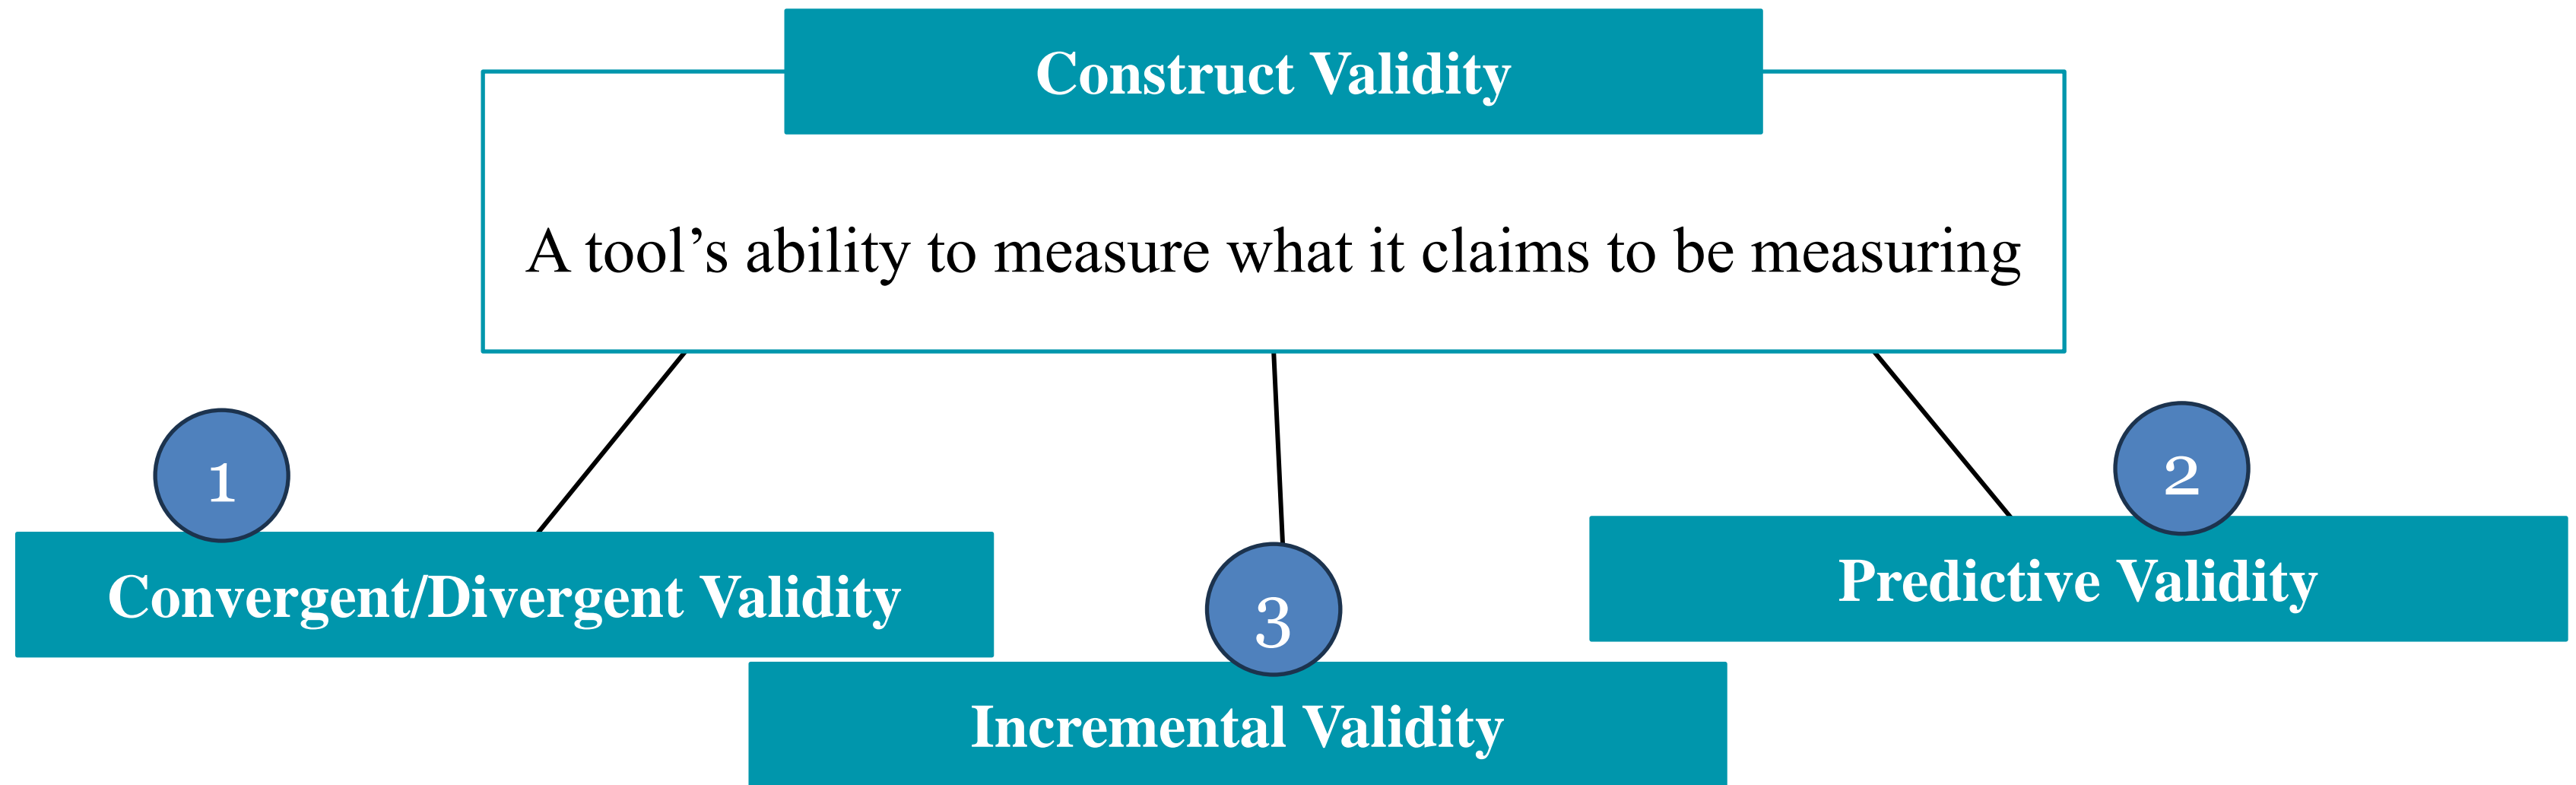 Construct Validity
A tool’s ability to measure what it claims to be measuring
1
Convergent/Divergent Validity
3
Incremental Validity
2
Predictive Validity